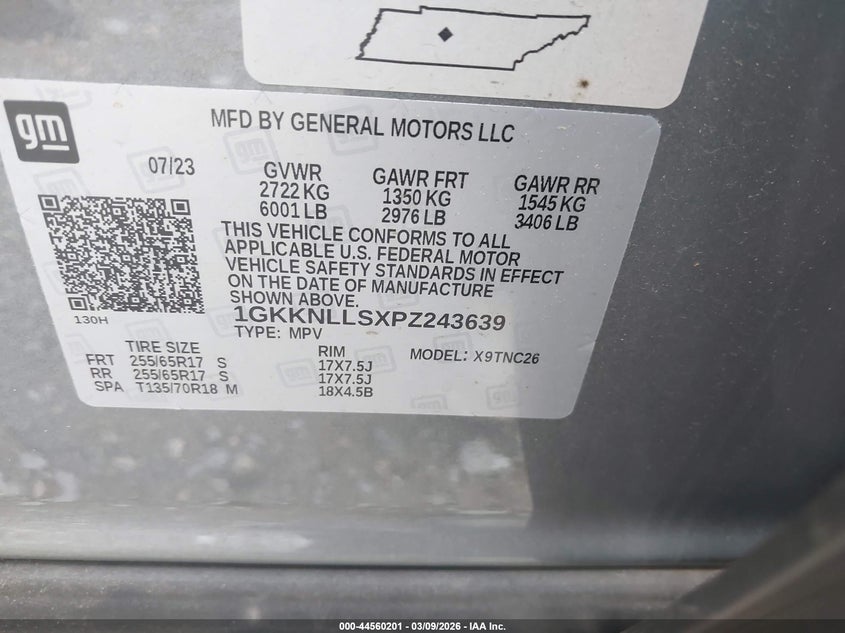 gm
MFD BY GENERAL MOTORS LLC
07/23
GVWR
2722 KG
6001 LB
GAWR FRT
1350 KG
2976 LB
GAWR RR
1545 KG
3406 LB
THIS VEHICLE CONFORMS TO ALL
APPLICABLE U.S. FEDERAL MOTOR
VEHICLE SAFETY STANDARDS IN EFFECT
ON THE DATE OF MANUFACTURE
SHOWN ABOVE.
130H
1GKKNLLSXPZ243639
TYPE: MPV
MODEL: X9TNC26
TIRE SIZE RIM
FRT 255/65R17 S 17X7.5J
RR 255/65R17 S 17X7.5J
SPA T135/70R18 M 18X4.5B
000-44560201 - 03/09/2026 - IAA Inc.